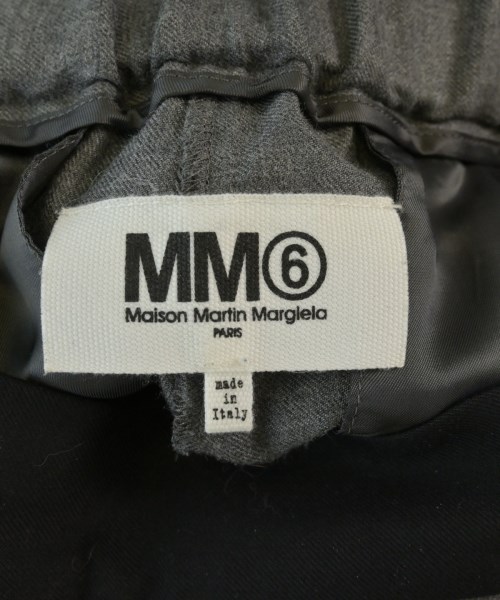 MM⑥
Maison Martin Margiela
PARIS
made
in
Italy